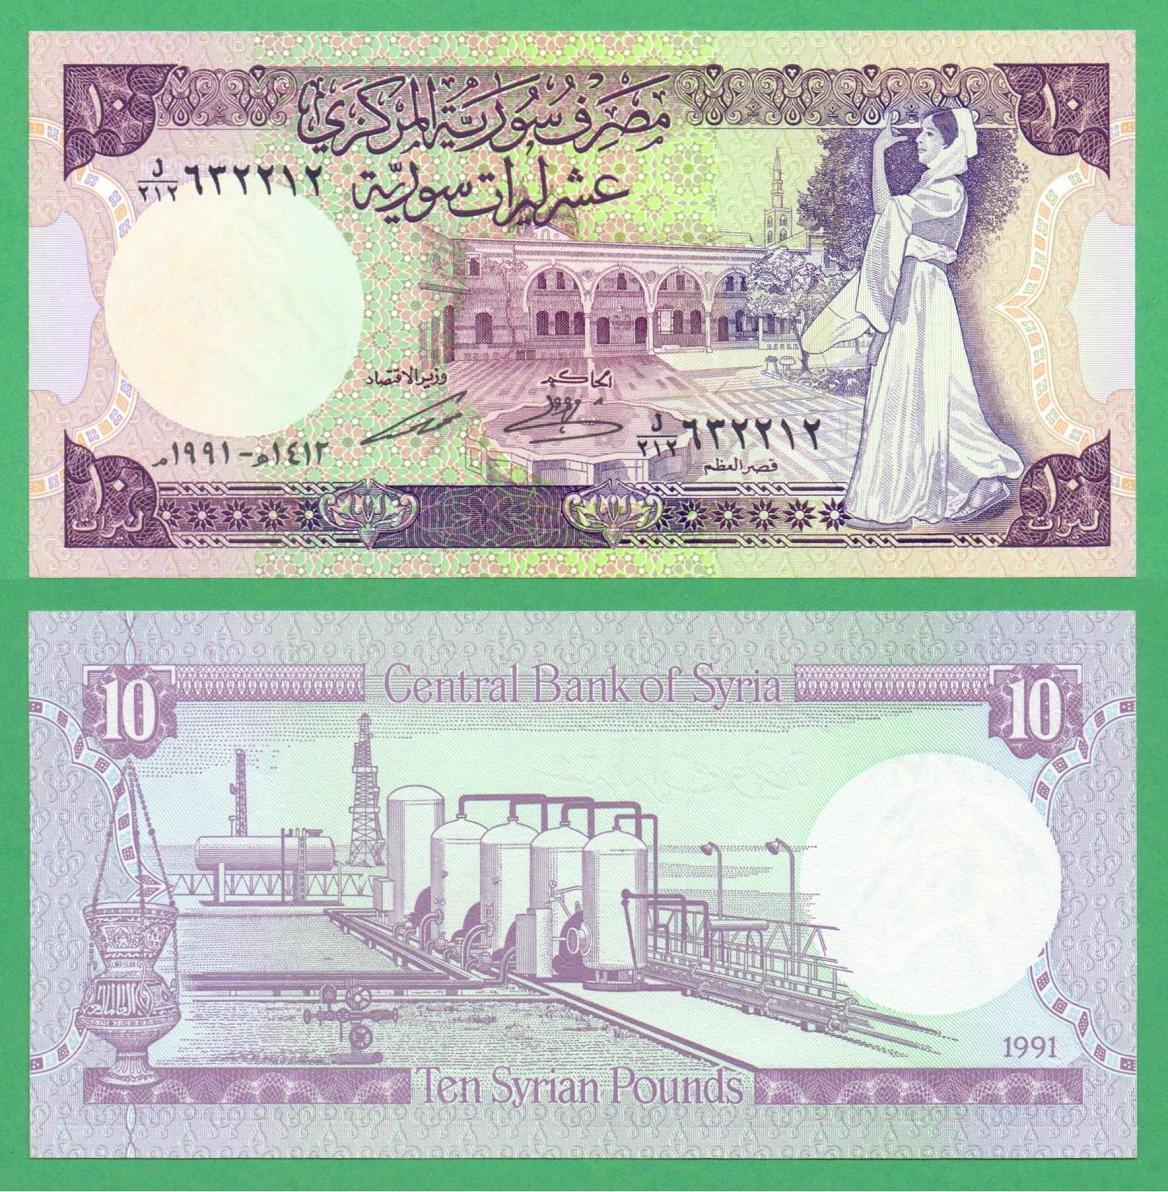 ١٠
مصرف سورية المركزي
١٠
ل
٢١٢ ٦٣٢٢١٢
عشر ليرات سورية
وزير الاقتصاد
الحاكم
ل
٢١٢ ٦٣٢٢١٢
١٤١٢هـ - ١٩٩١م
قصر العظم
١٠
ليرات
١٠
ليرات
10
Central Bank of Syria
10
1991
Ten Syrian Pounds